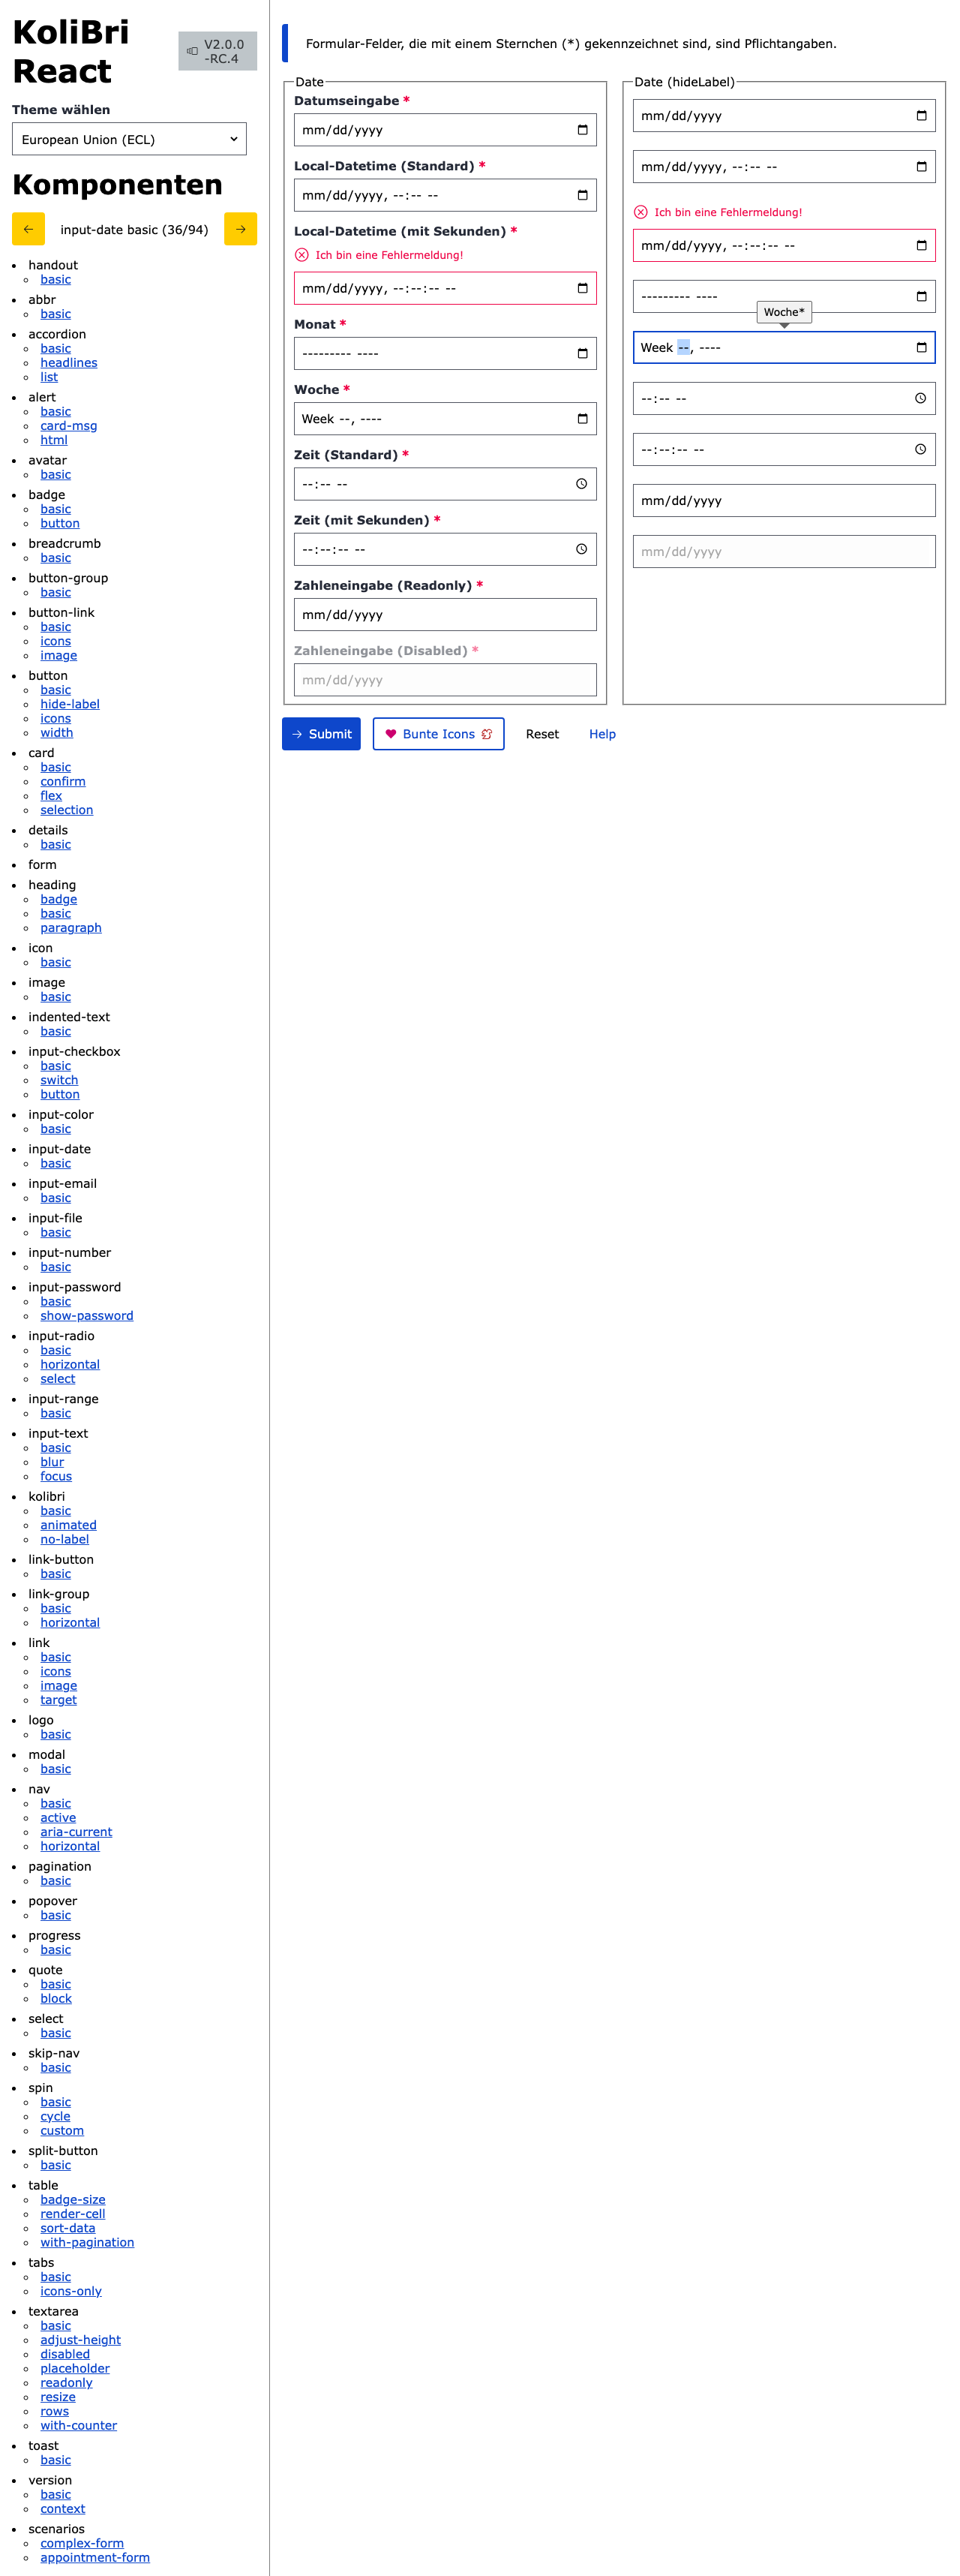 KoliBri
React
V2.0.0
-RC.4
Theme wählen
European Union (ECL)
Komponenten
input-date basic (36/94)
handout
basic
abbr
basic
accordion
basic
headlines
list
alert
basic
card-msg
html
avatar
basic
badge
basic
button
breadcrumb
basic
button-group
basic
button-link
basic
icons
image
button
basic
hide-label
icons
width
card
basic
confirm
flex
selection
details
basic
form
heading
badge
basic
paragraph
icon
basic
image
basic
indented-text
basic
input-checkbox
basic
switch
button
input-color
basic
input-date
basic
input-email
basic
input-file
basic
input-number
basic
input-password
basic
show-password
input-radio
basic
horizontal
select
input-range
basic
input-text
basic
blur
focus
kolibri
basic
animated
no-label
link-button
basic
link-group
basic
horizontal
link
basic
icons
image
target
logo
basic
modal
basic
nav
basic
active
aria-current
horizontal
pagination
basic
popover
basic
progress
basic
quote
basic
block
select
basic
skip-nav
basic
spin
basic
cycle
custom
split-button
basic
table
badge-size
render-cell
sort-data
with-pagination
tabs
basic
icons-only
textarea
basic
adjust-height
disabled
placeholder
readonly
resize
rows
with-counter
toast
basic
version
basic
context
scenarios
complex-form
appointment-form
Formular-Felder, die mit einem Sternchen (*) gekennzeichnet sind, sind Pflichtangaben.
Date
Datumseingabe *
mm/dd/yyyy
Local-Datetime (Standard) *
mm/dd/yyyy, --:-- --
Local-Datetime (mit Sekunden) *
Ich bin eine Fehlermeldung!
mm/dd/yyyy, --:--:-- --
Monat *
--------- ----
Woche *
Week --, ----
Zeit (Standard) *
--:-- --
Zeit (mit Sekunden) *
--:--:-- --
Zahleneingabe (Readonly) *
mm/dd/yyyy
Zahleneingabe (Disabled) *
mm/dd/yyyy
Date (hideLabel)
mm/dd/yyyy
mm/dd/yyyy, --:-- --
Ich bin eine Fehlermeldung!
mm/dd/yyyy, --:--:-- --
--------- ----
Woche*
Week --, ----
--:-- --
--:--:-- --
mm/dd/yyyy
mm/dd/yyyy
Submit
Bunte Icons
Reset
Help